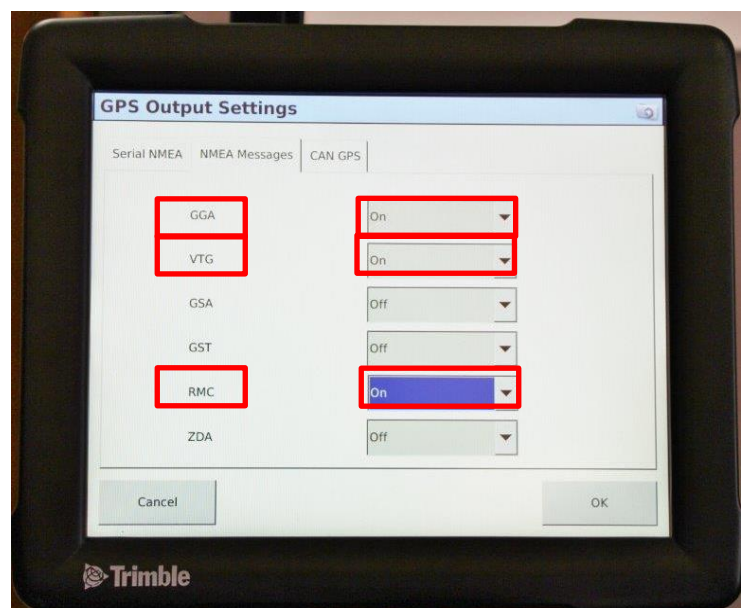 GPS Output Settings
Serial NMEA NMEA Messages CAN GPS
GGA On
VTG On
GSA Off
GST Off
RMC On
ZDA Off
Cancel OK
Trimble